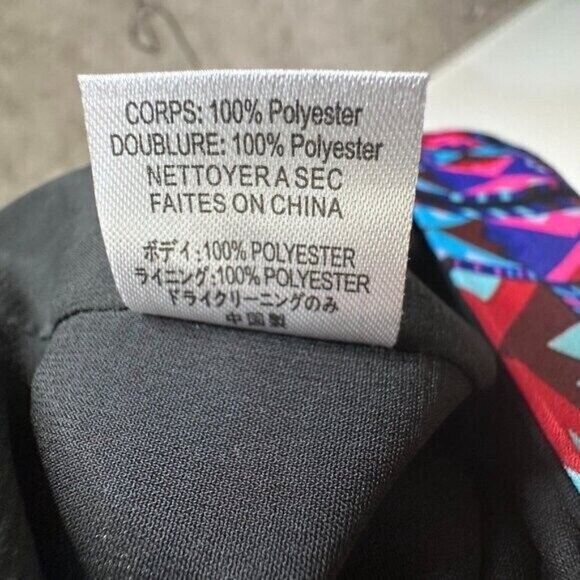 CORPS: 100% Polyester
DOUBLURE: 100% Polyester
NETTOYER A SEC
FAITES ON CHINA
ボディ:100% POLYESTER
ライニング:100% POLYESTER
ドライクリーニングのみ
中国製